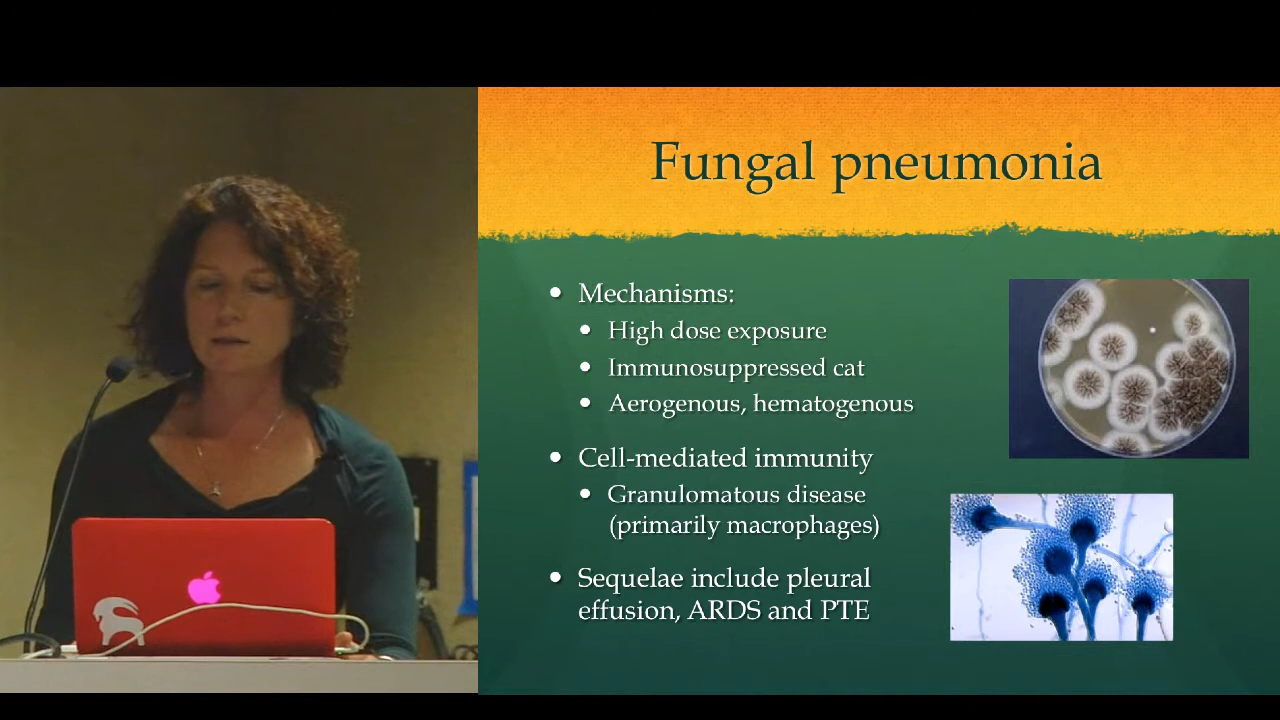 Fungal pneumonia
• Mechanisms:
• High dose exposure
• Immunosuppressed cat
• Aerogenous, hematogenous
• Cell-mediated immunity
• Granulomatous disease
(primarily macrophages)
• Sequelae include pleural
effusion, ARDS and PTE